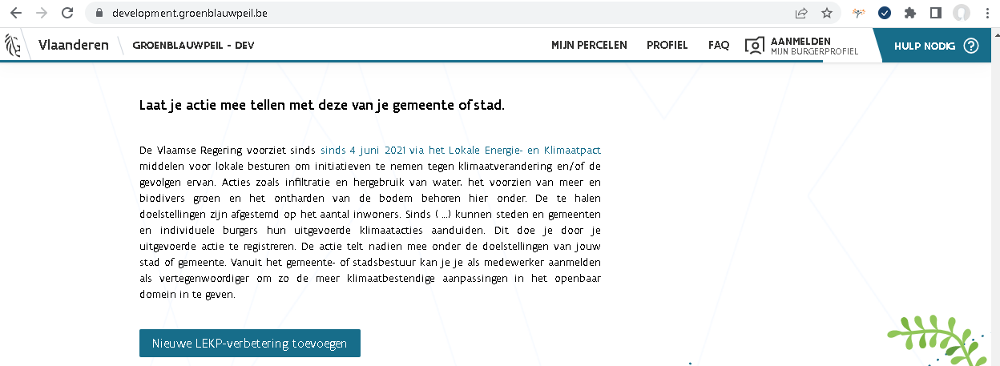 development.groenblauwpeil.be
Vlaanderen GROENBLAUWPEIL - DEV MIJN PERCELEN PROFIEL FAQ AANMELDEN HULP NODIG
MIJN BURGERPROFIEL
Laat je actie mee tellen met deze van je gemeente of stad.
De Vlaamse Regering voorziet sinds sinds 4 juni 2021 via het Lokale Energie- en Klimaatpact
middelen voor lokale besturen om initiatieven te nemen tegen klimaatverandering en/of de
gevolgen ervan. Acties zoals infiltratie en hergebruik van water, het voorzien van meer en
biodivers groen en het ontharden van de bodem behoren hier onder. De te halen
doelstellingen zijn afgestemd op het aantal inwoners. Sinds ( ...) kunnen steden en gemeenten
en individuele burgers hun uitgevoerde klimaatacties aanduiden. Dit doe je door je
uitgevoerde actie te registreren. De actie telt nadien mee onder de doelstellingen van jouw
stad of gemeente. Vanuit het gemeente- of stadsbestuur kan je je als medewerker aanmelden
als vertegenwoordiger om zo de meer klimaatbestendige aanpassingen in het openbaar
domein in te geven.
Nieuwe LEKP-verbetering toevoegen